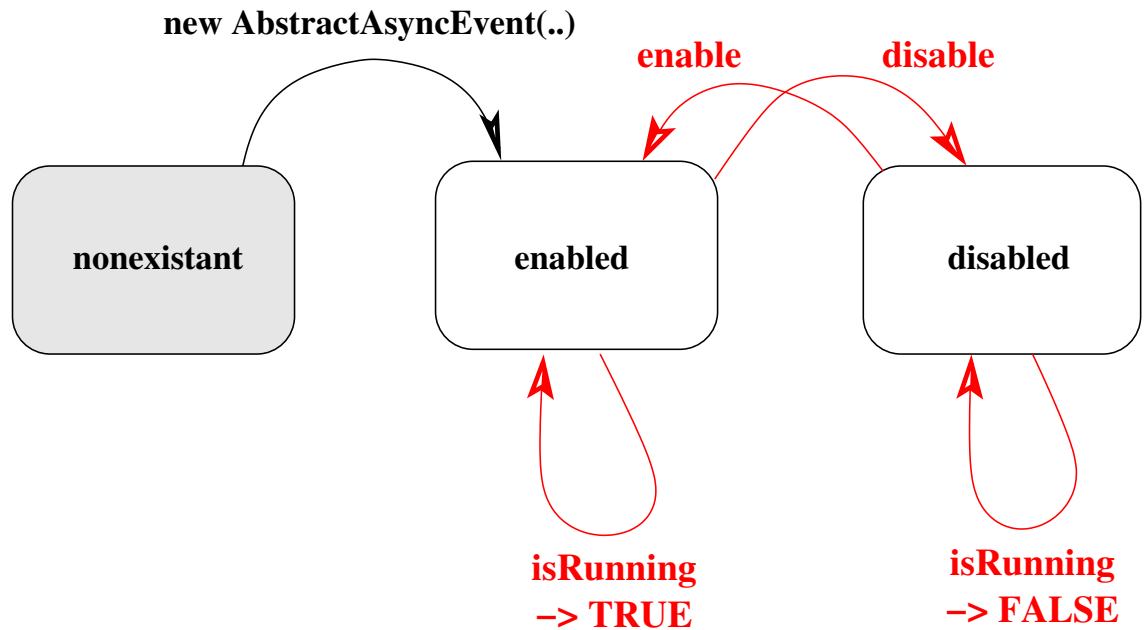 new AbstractAsyncEvent(..)
enable
disable
nonexistant
enabled
disabled
isRunning
–> TRUE
isRunning
–> FALSE